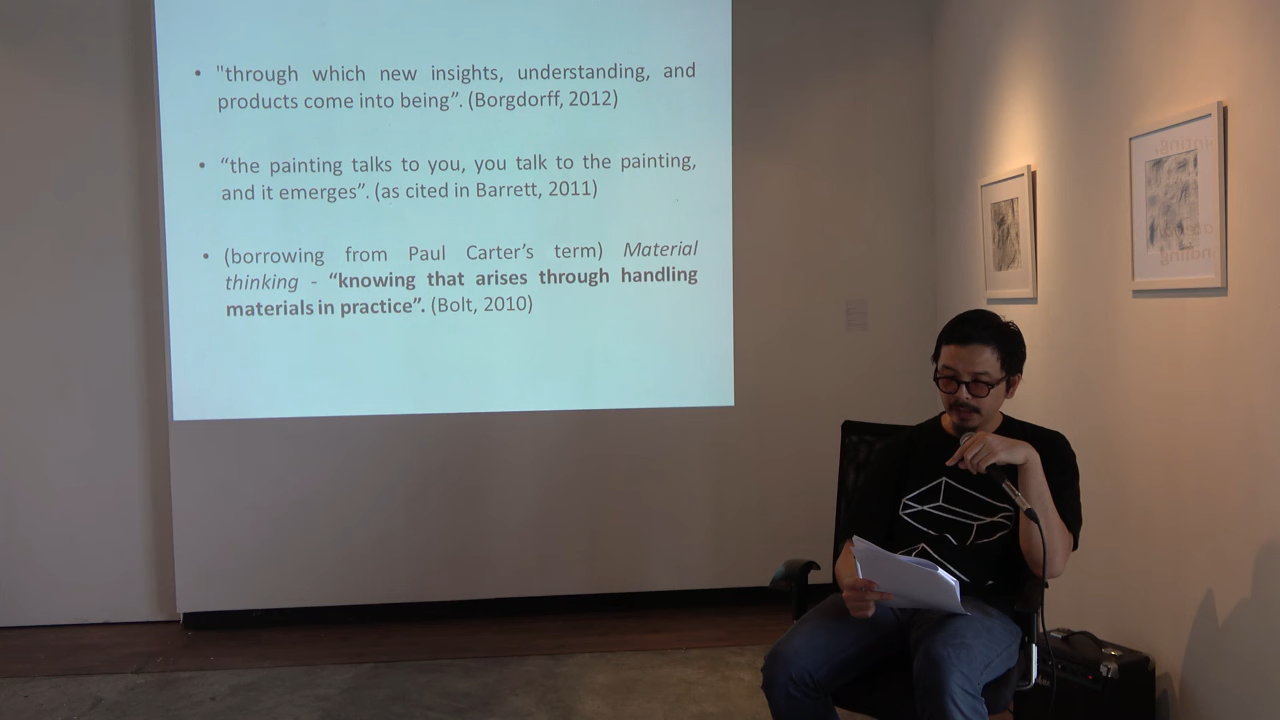 • "through which new insights, understanding, and
products come into being”. (Borgdorff, 2012)
• “the painting talks to you, you talk to the painting,
and it emerges”. (as cited in Barrett, 2011)
• (borrowing from Paul Carter’s term) Material
thinking - “knowing that arises through handling
materials in practice”. (Bolt, 2010)